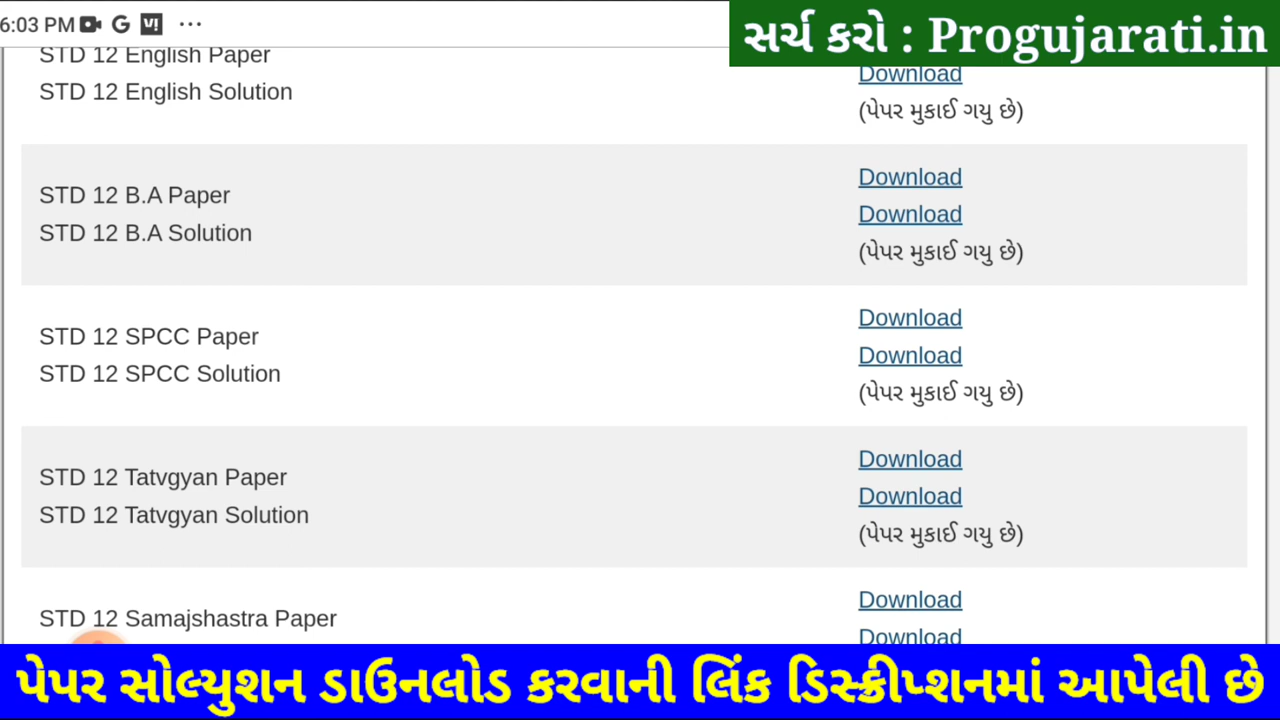 6:03 PM
સર્ચ કરો : Progujarati.in
STD 12 English Paper
Download
STD 12 English Solution
(પેપર મુકાઈ ગયુ છે)
STD 12 B.A Paper
Download
STD 12 B.A Solution
Download
(પેપર મુકાઈ ગયુ છે)
STD 12 SPCC Paper
Download
STD 12 SPCC Solution
Download
(પેપર મુકાઈ ગયુ છે)
STD 12 Tatvgyan Paper
Download
STD 12 Tatvgyan Solution
Download
(પેપર મુકાઈ ગયુ છે)
STD 12 Samajshastra Paper
Download
Download
પેપર સોલ્યુશન ડાઉનલોડ કરવાની લિંક ડિસ્ક્રીપ્શનમાં આપેલી છે